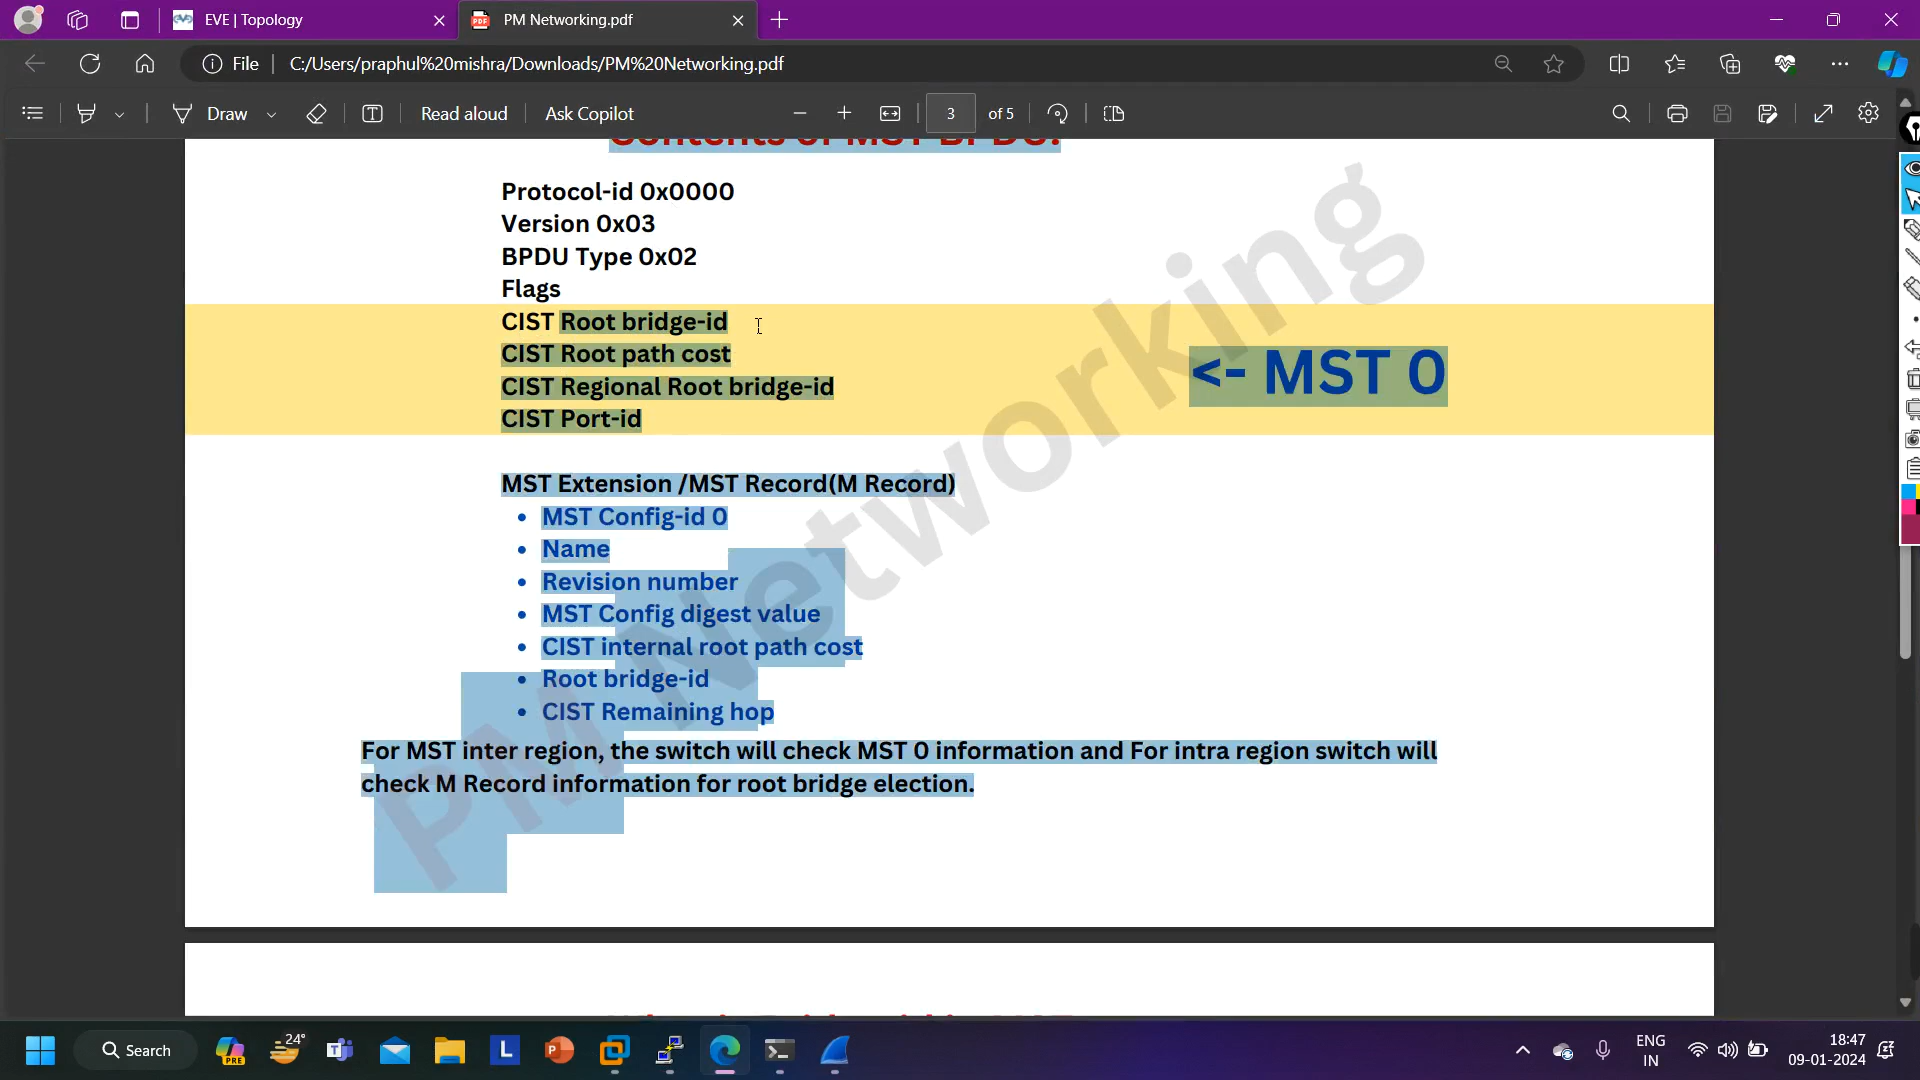 EVE | Topology
PM Networking.pdf
File
C:/Users/praphul%20mishra/Downloads/PM%20Networking.pdf
Draw
Read aloud
Ask Copilot
3
of 5
Contents of MST BPDU:
Protocol-id 0x0000
Version 0x03
BPDU Type 0x02
Flags
CIST Root bridge-id
CIST Root path cost
<- MST 0
CIST Regional Root bridge-id
CIST Port-id
MST Extension /MST Record(M Record)
• MST Config-id 0
• Name
• Revision number
• MST Config digest value
• CIST internal root path cost
• Root bridge-id
• CIST Remaining hop
For MST inter region, the switch will check MST 0 information and For intra region switch will
check M Record information for root bridge election.
PM Networking
Search
PRE
24°
L
ENG
IN
18:47
09-01-2024